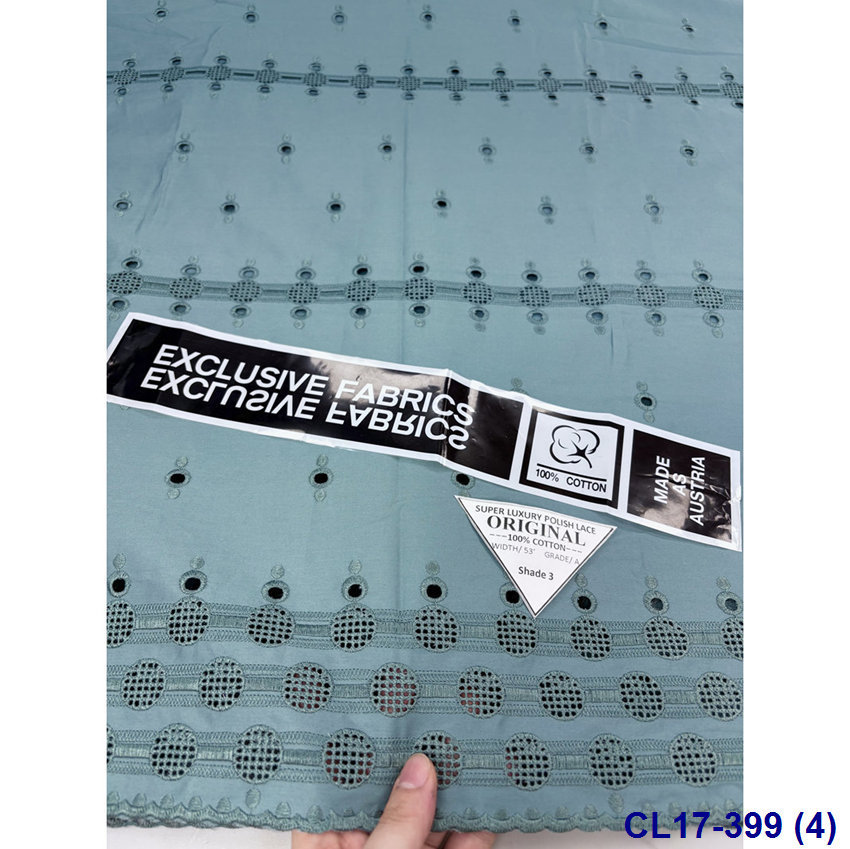 EXCLUSIVE FABRICS
EXCLUSIVE FABRICS
100% COTTON
MADE
AS
AUSTRIA
SUPER LUXURY POLISH LACE
ORIGINAL
---100% COTTON---
WIDTH/ 53' GRADE/ A
Shade 3
CL17-399 (4)